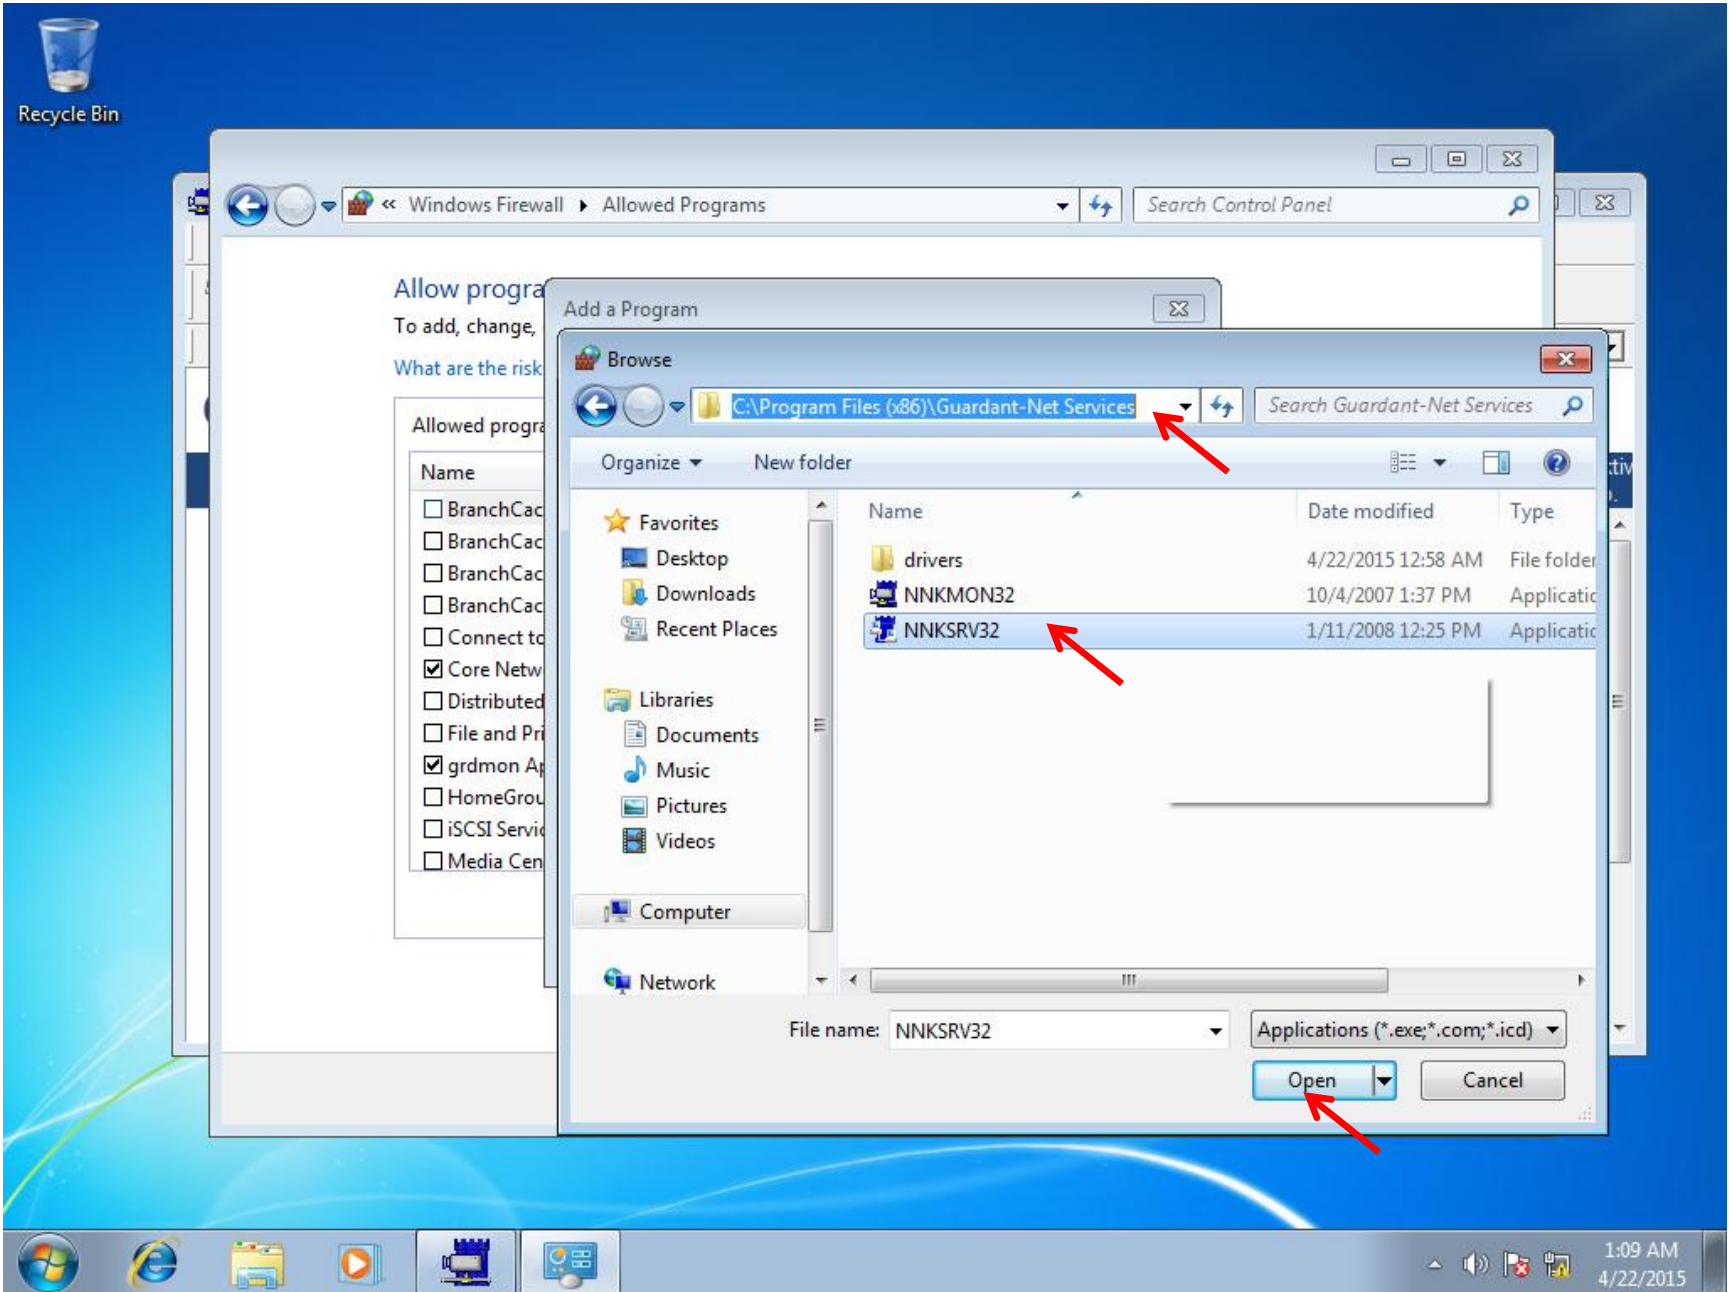 Recycle Bin
« Windows Firewall ▸ Allowed Programs
Search Control Panel
Allow progra
To add, change,
What are the risk
Allowed progra
Name
BranchCac
BranchCac
BranchCac
BranchCac
Connect to
Core Netw
Distributed
File and Pri
grdmon Ap
HomeGrou
iSCSI Servic
Media Cen
Add a Program
Browse
C:\Program Files (x86)\Guardant-Net Services
Search Guardant-Net Services
Organize
New folder
Favorites
Desktop
Downloads
Recent Places
Libraries
Documents
Music
Pictures
Videos
Computer
Network
Name Date modified Type
drivers 4/22/2015 12:58 AM File folder
NNKMON32 10/4/2007 1:37 PM Applicatic
NNKSRV32 1/11/2008 12:25 PM Applicatic
File name: NNKSRV32
Applications (*.exe;*.com;*.icd)
Open
Cancel
1:09 AM
4/22/2015